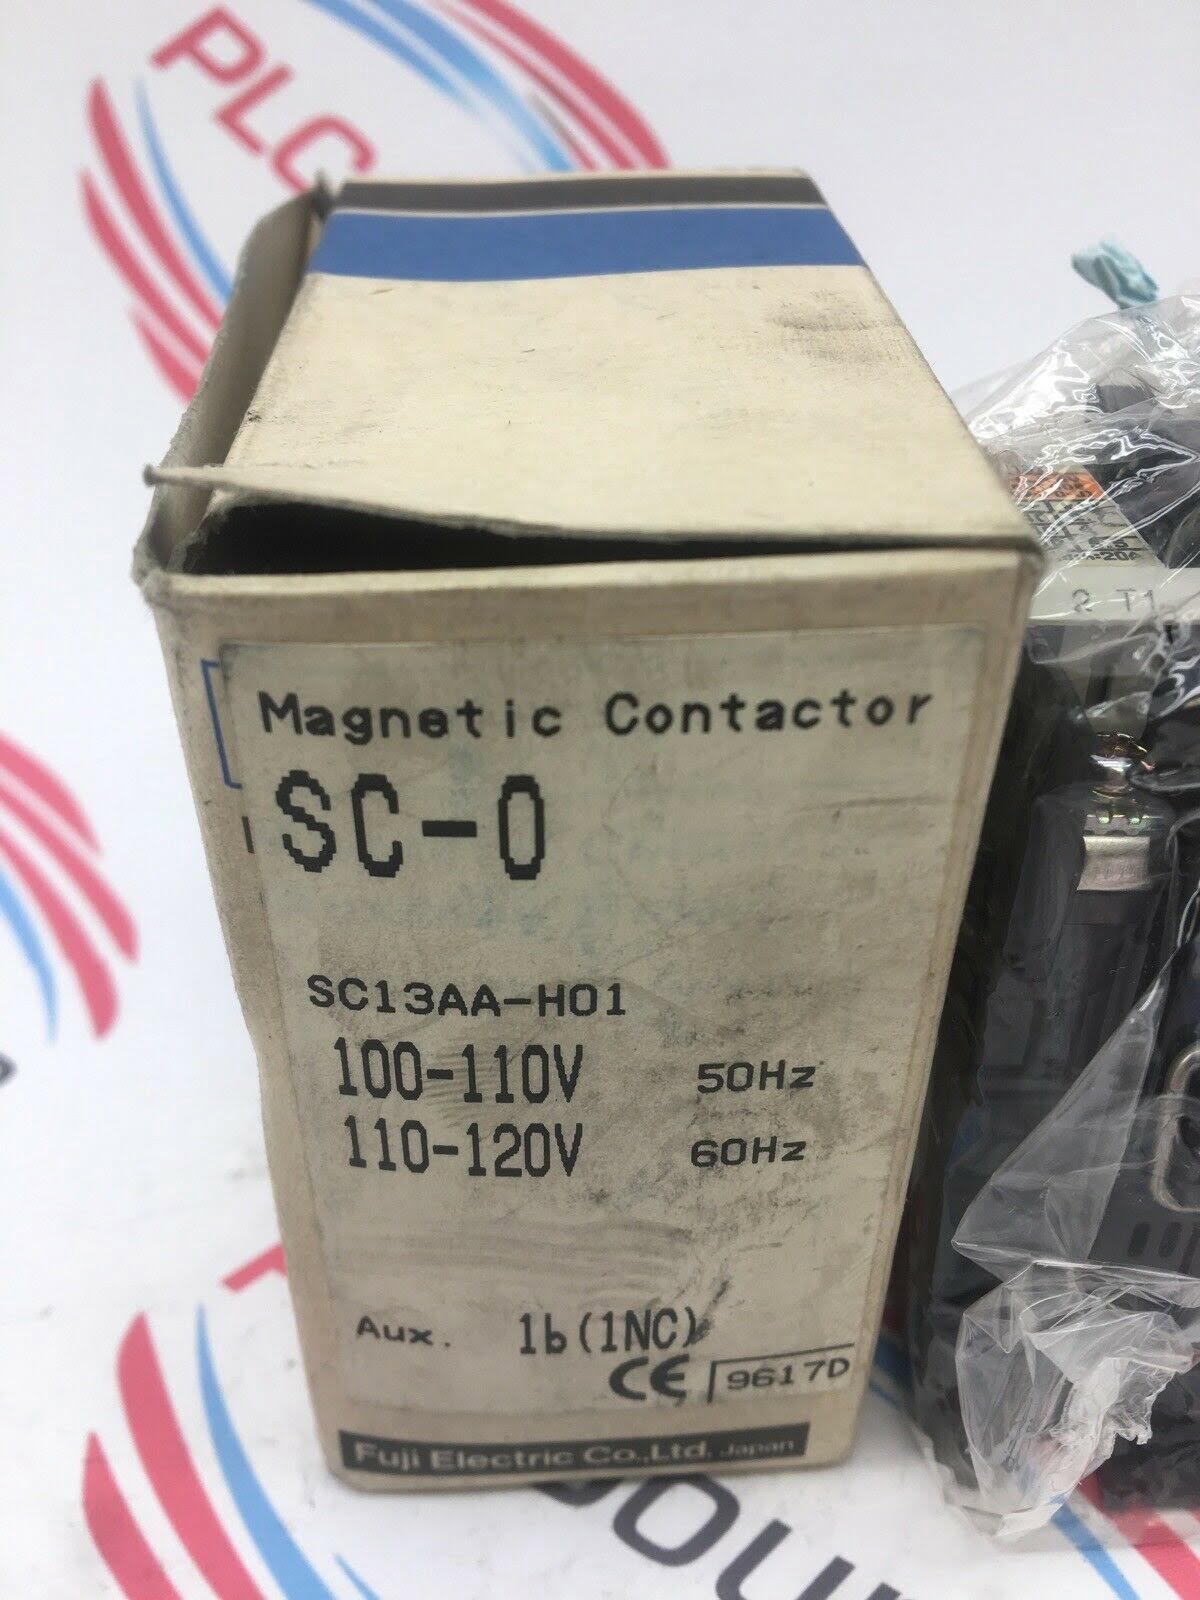 PLC
Magnetic Contactor
SC-0
SC13AA-H01
100-110V 50Hz
110-120V 60Hz
Aux. 1b(1NC)
CE 9617D
Fuji Electric Co.,Ltd. Japan